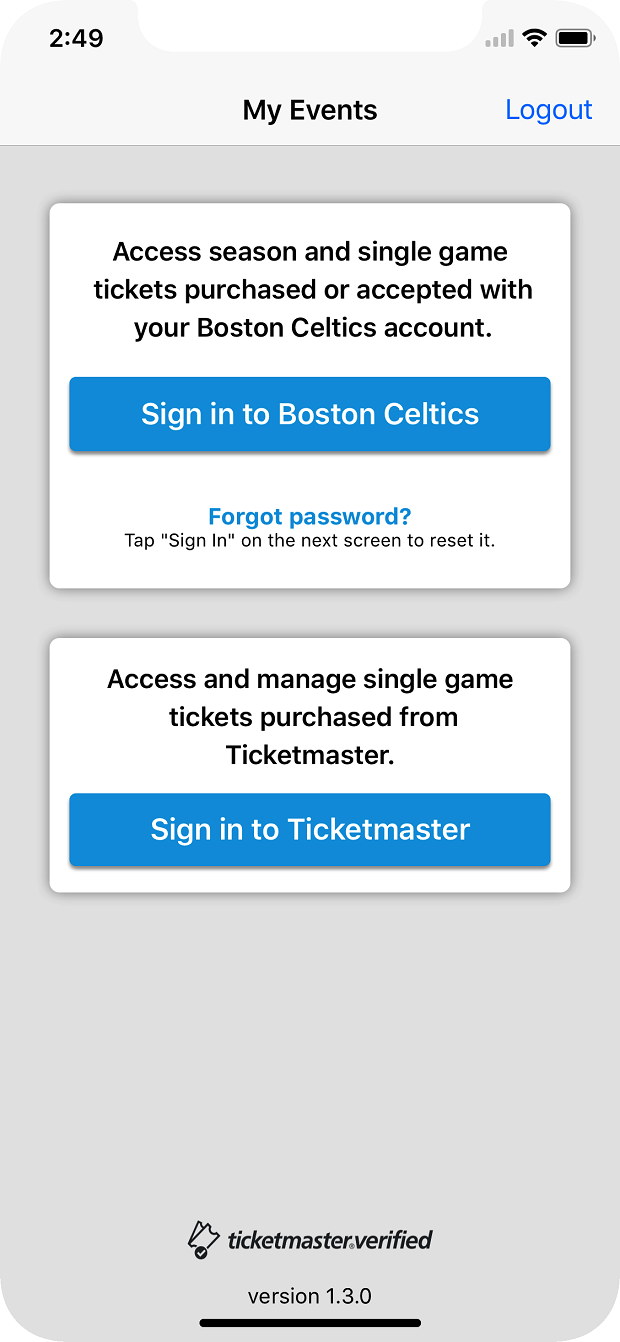 2:49
My Events
Logout
Access season and single game
tickets purchased or accepted with
your Boston Celtics account.
Sign in to Boston Celtics
Forgot password?
Tap "Sign In" on the next screen to reset it.
Access and manage single game
tickets purchased from
Ticketmaster.
Sign in to Ticketmaster
ticketmaster®verified
version 1.3.0